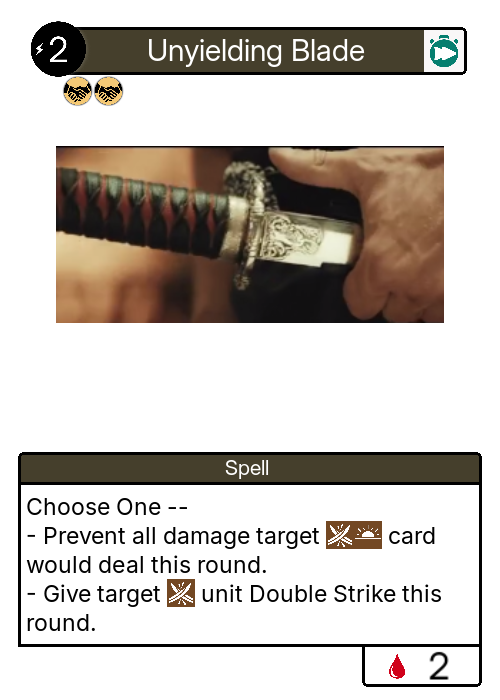 2
Unyielding Blade
Spell
Choose One --
- Prevent all damage target card
would deal this round.
- Give target unit Double Strike this
round.
2